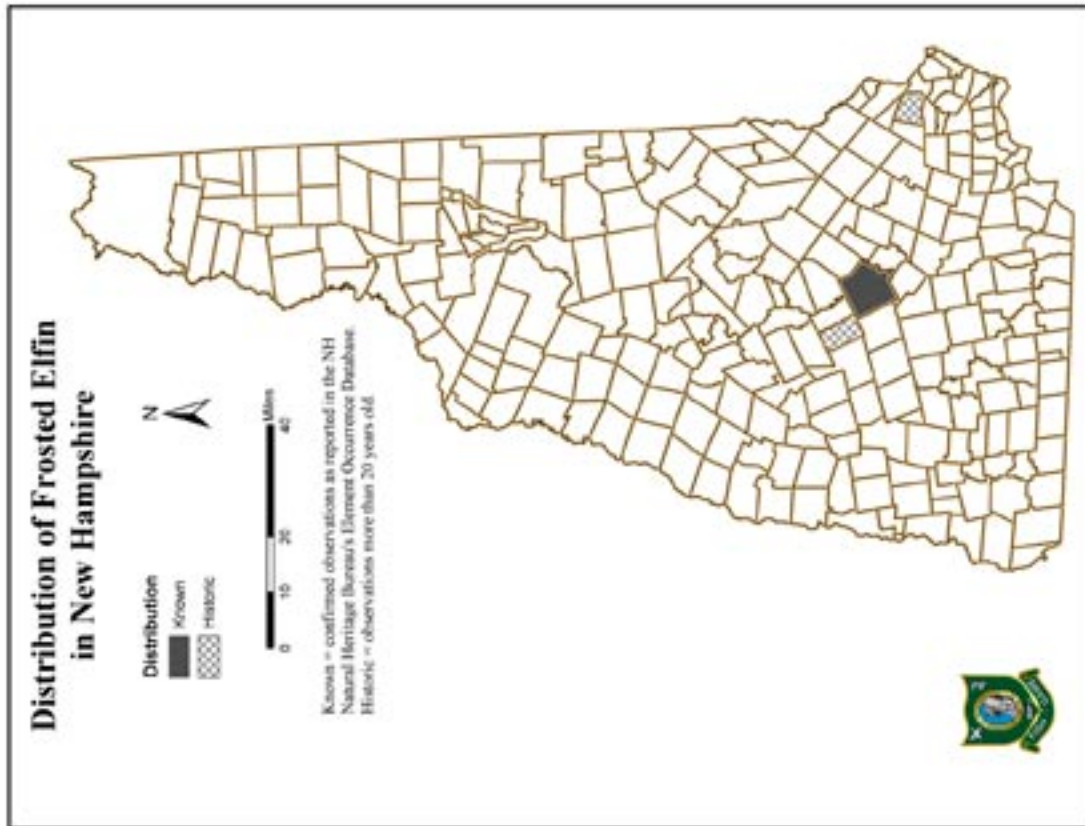 Distribution of Frosted Elfin
in New Hampshire
N
Distribution
Known
Historic
0 10 20 40
Miles
Known = confirmed observations as reported in the NH
Natural Heritage Bureau's Element Occurrence Database.
Historic = observations more than 20 years old.